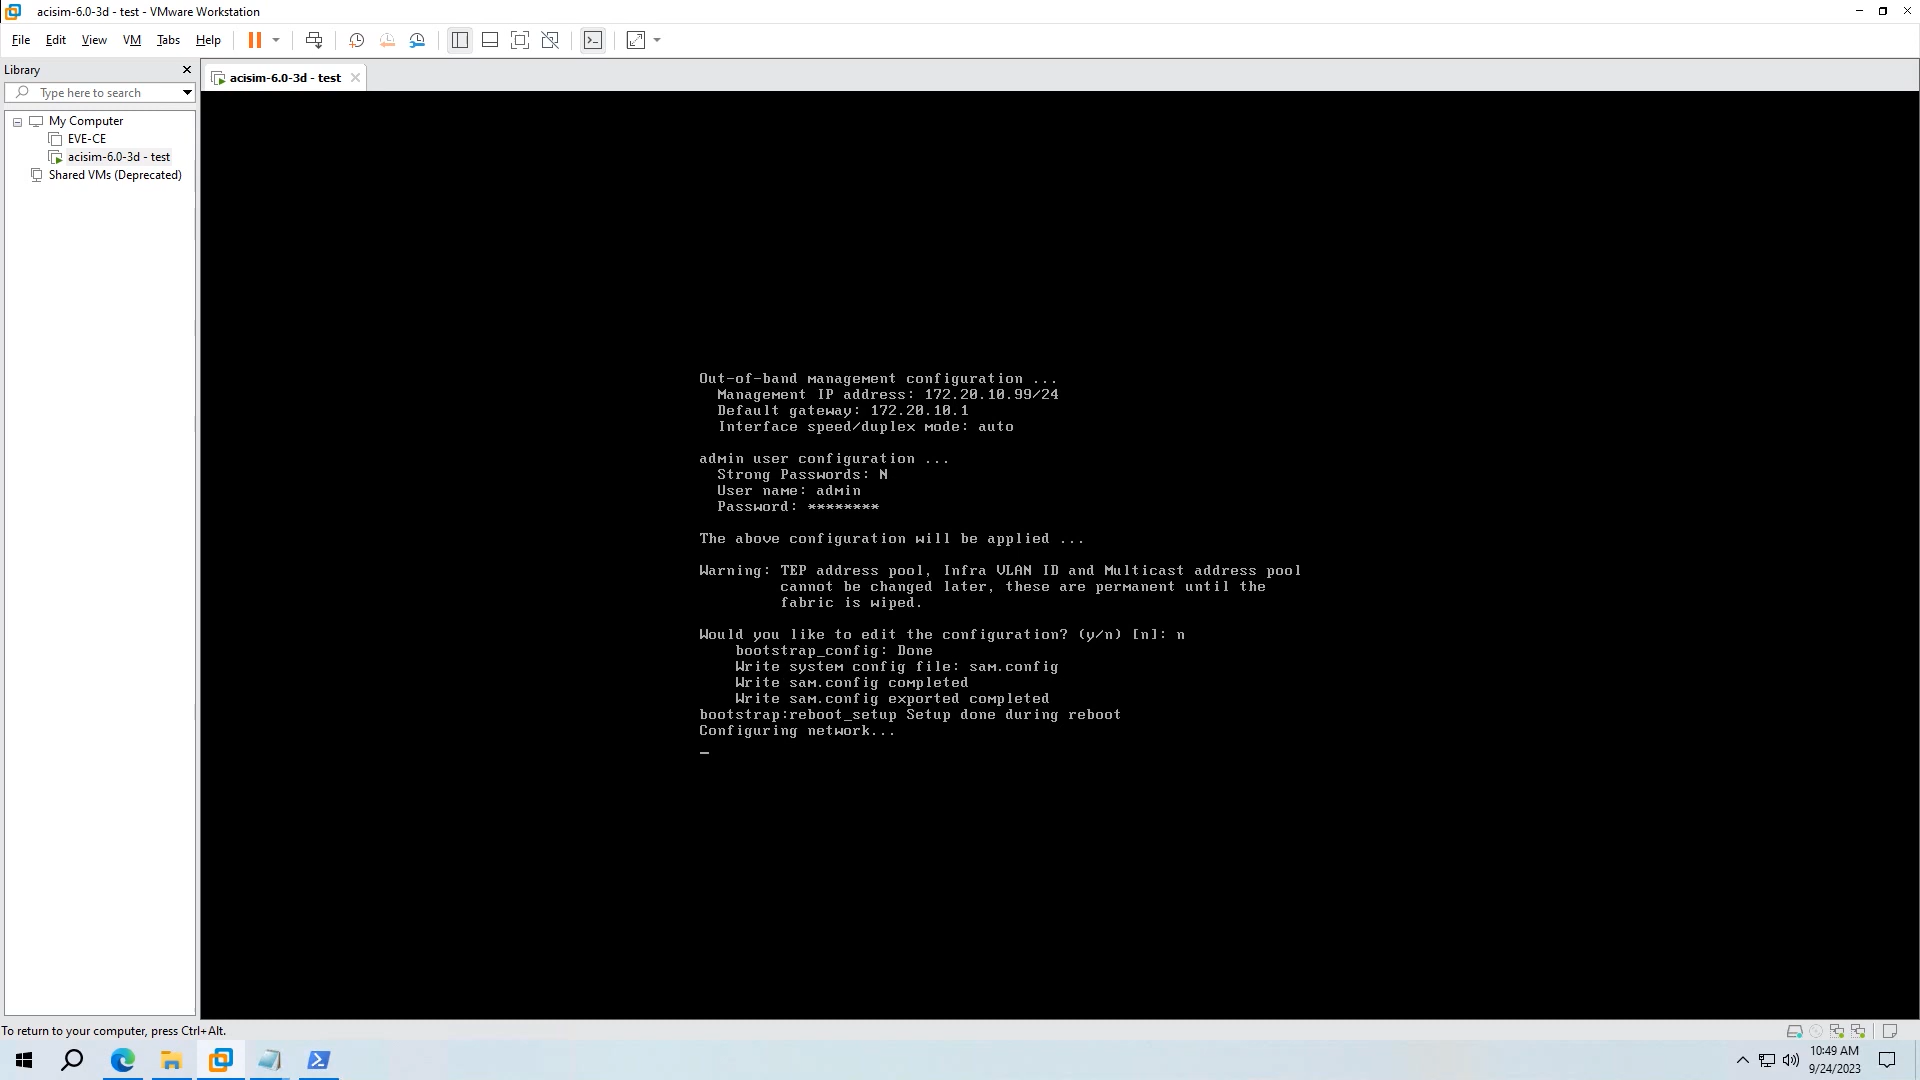 acisim-6.0-3d - test - VMware Workstation
File Edit View VM Tabs Help
Library
Type here to search
acisim-6.0-3d - test
My Computer
EVE-CE
acisim-6.0-3d - test
Shared VMs (Deprecated)
Out-of-band management configuration ...
Management IP address: 172.20.10.99/24
Default gateway: 172.20.10.1
Interface speed/duplex mode: auto
admin user configuration ...
Strong Passwords: N
User name: admin
Password: ********
The above configuration will be applied ...
Warning: TEP address pool, Infra VLAN ID and Multicast address pool
cannot be changed later, these are permanent until the
fabric is wiped.
Would you like to edit the configuration? (y/n) [n]: n
bootstrap_config: Done
Write system config file: sam.config
Write sam.config completed
Write sam.config exported completed
bootstrap:reboot_setup Setup done during reboot
Configuring network...
_
To return to your computer, press Ctrl+Alt.
10:49 AM
9/24/2023